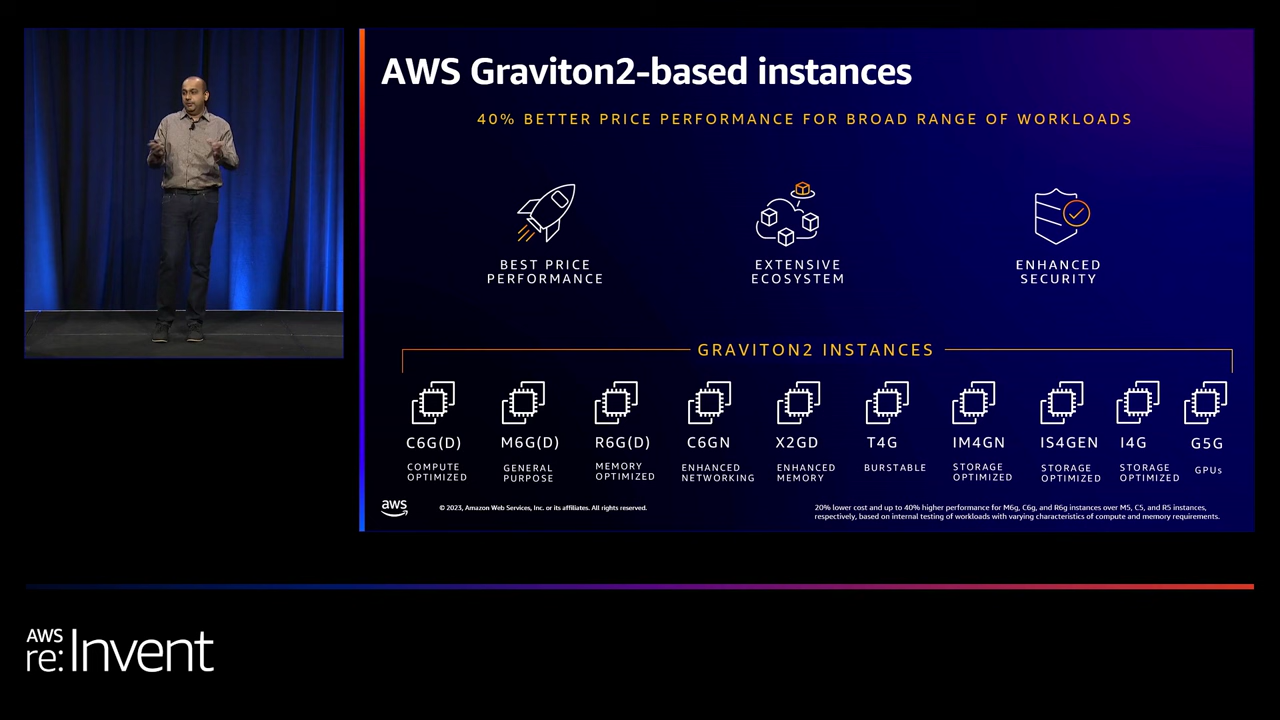 AWS Graviton2-based instances
40% BETTER PRICE PERFORMANCE FOR BROAD RANGE OF WORKLOADS
BEST PRICE
PERFORMANCE
EXTENSIVE
ECOSYSTEM
ENHANCED
SECURITY
GRAVITON2 INSTANCES
C6G(D)
COMPUTE
OPTIMIZED
M6G(D)
GENERAL
PURPOSE
R6G(D)
MEMORY
OPTIMIZED
C6GN
ENHANCED
NETWORKING
X2GD
ENHANCED
MEMORY
T4G
BURSTABLE
IM4GN
STORAGE
OPTIMIZED
IS4GEN
STORAGE
OPTIMIZED
I4G
STORAGE
OPTIMIZED
G5G
GPUs
aws
© 2023, Amazon Web Services, Inc. or its affiliates. All rights reserved.
20% lower cost and up to 40% higher performance for M6g, C6g, and R6g instances over M5, C5, and R5 instances,
respectively, based on internal testing of workloads with varying characteristics of compute and memory requirements.
AWS
re:Invent